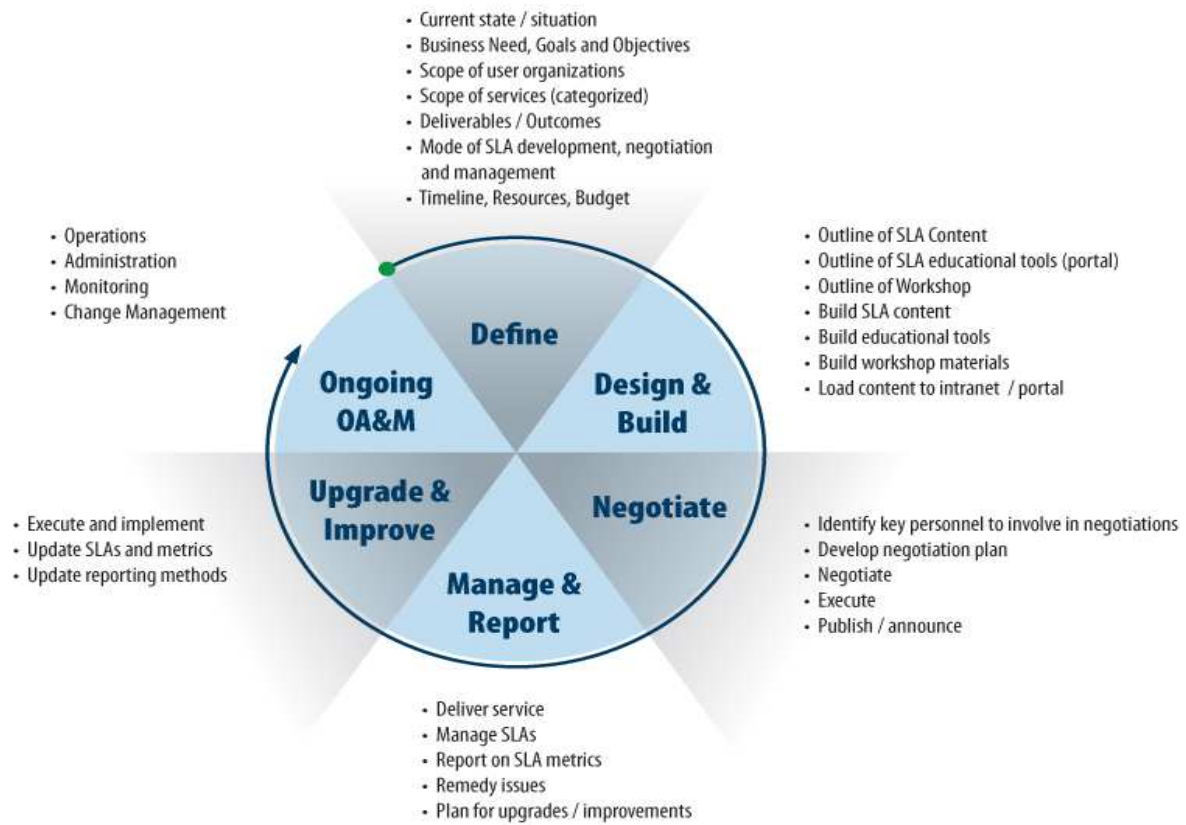 • Current state / situation
• Business Need, Goals and Objectives
• Scope of user organizations
• Scope of services (categorized)
• Deliverables / Outcomes
• Mode of SLA development, negotiation
and management
• Timeline, Resources, Budget
• Operations
• Administration
• Monitoring
• Change Management
• Outline of SLA Content
• Outline of SLA educational tools (portal)
• Outline of Workshop
• Build SLA content
• Build educational tools
• Build workshop materials
• Load content to intranet / portal
Define
Ongoing
OA&M
Design &
Build
Upgrade &
Improve
Negotiate
Manage &
Report
• Execute and implement
• Update SLAs and metrics
• Update reporting methods
• Identify key personnel to involve in negotiations
• Develop negotiation plan
• Negotiate
• Execute
• Publish / announce
• Deliver service
• Manage SLAs
• Report on SLA metrics
• Remedy issues
• Plan for upgrades / improvements